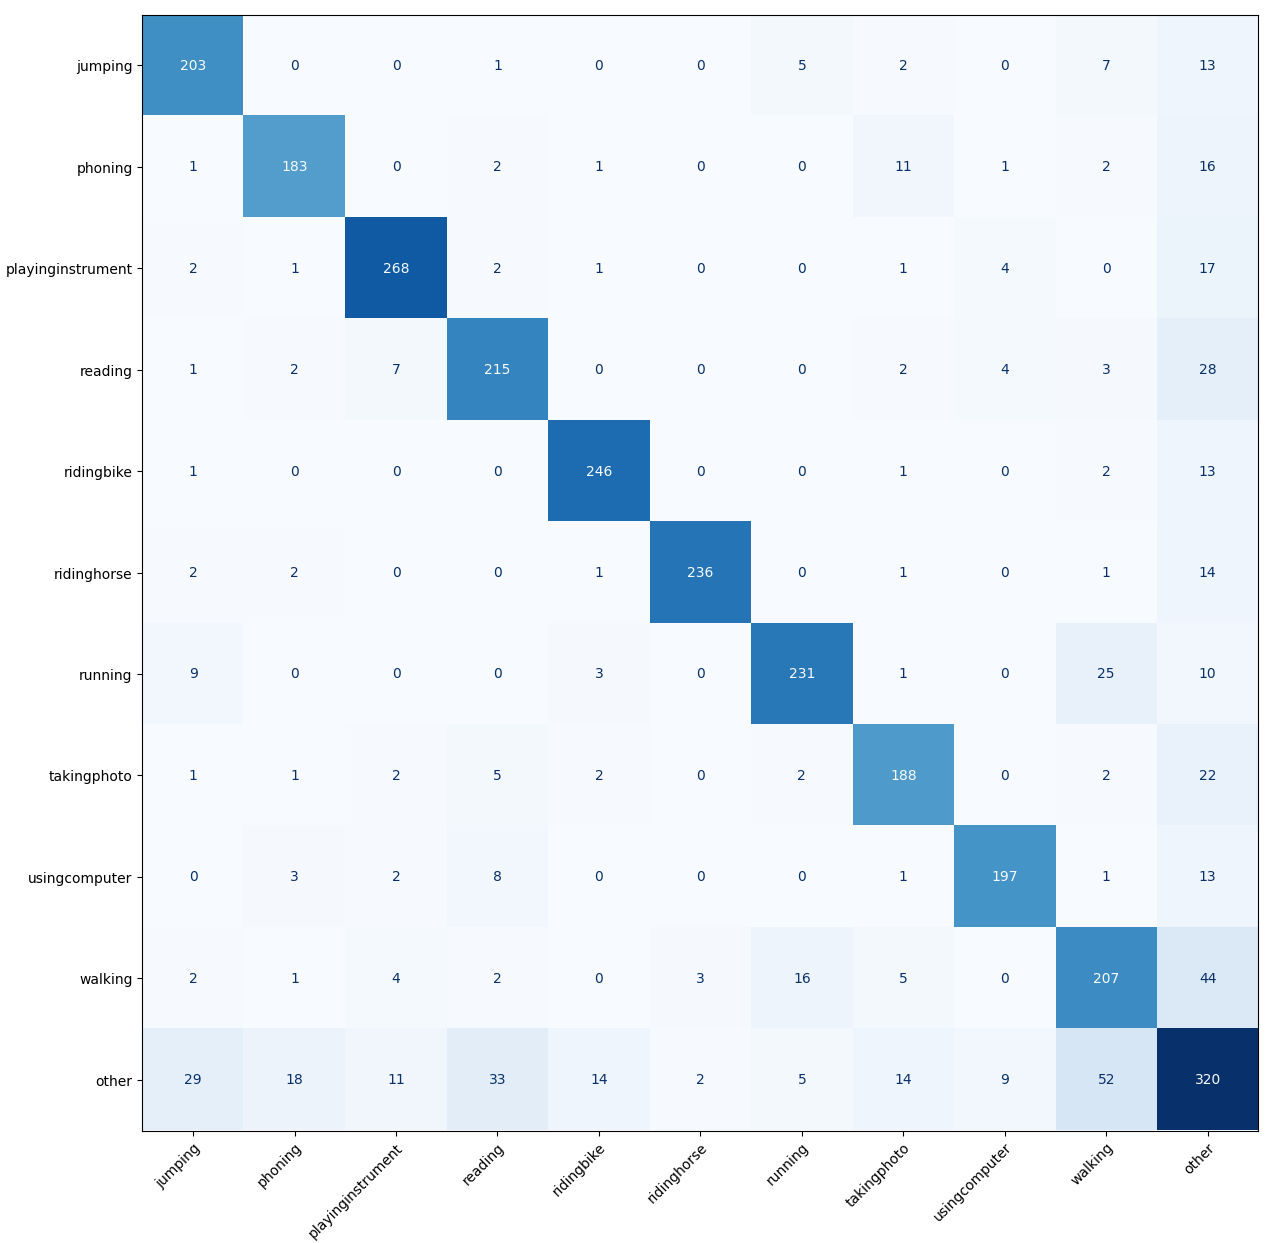 jumping 203 0 0 1 0 0 5 2 0 7 13
phoning 1 183 0 2 1 0 0 11 1 2 16
playinginstrument 2 1 268 2 1 0 0 1 4 0 17
reading 1 2 7 215 0 0 0 2 4 3 28
ridingbike 1 0 0 0 246 0 0 1 0 2 13
ridinghorse 2 2 0 0 1 236 0 1 0 1 14
running 9 0 0 0 3 0 231 1 0 25 10
takingphoto 1 1 2 5 2 0 2 188 0 2 22
usingcomputer 0 3 2 8 0 0 0 1 197 1 13
walking 2 1 4 2 0 3 16 5 0 207 44
other 29 18 11 33 14 2 5 14 9 52 320
jumping phoning playinginstrument reading ridingbike ridinghorse running takingphoto usingcomputer walking other